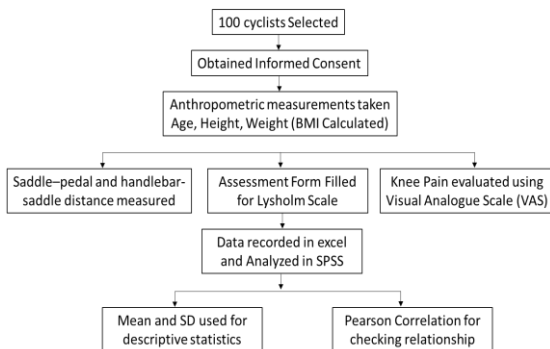 100 cyclists Selected
Obtained Informed Consent
Anthropometric measurements taken
Age, Height, Weight (BMI Calculated)
Saddle–pedal and handlebar-
saddle distance measured
Assessment Form Filled
for Lysholm Scale
Knee Pain evaluated using
Visual Analogue Scale (VAS)
Data recorded in excel
and Analyzed in SPSS
Mean and SD used for
descriptive statistics
Pearson Correlation for
checking relationship